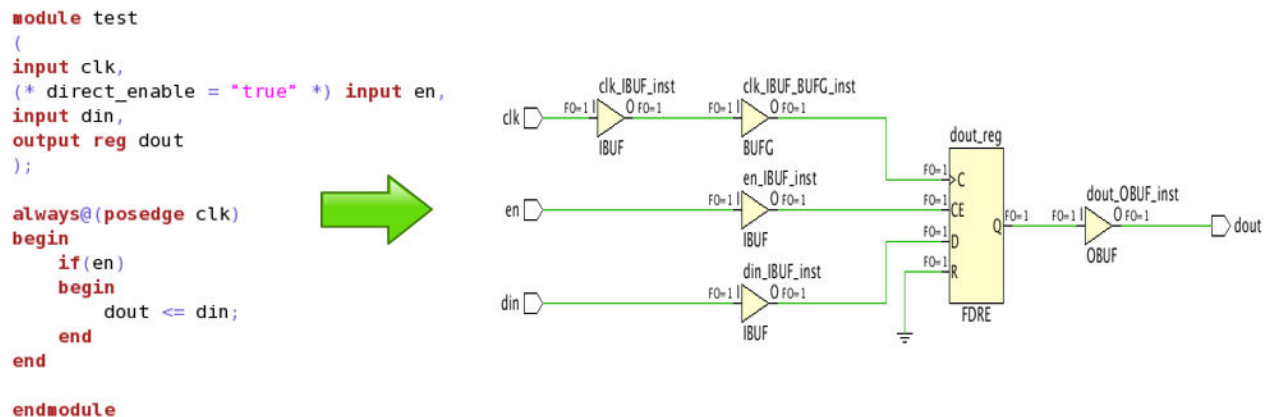 module test
(
input clk,
(* direct_enable = "true" *) input en,
input din,
output reg dout
);
always@(posedge clk)
begin
if(en)
begin
dout <= din;
end
end
endmodule
clk_IBUF_inst
clk_IBUF_BUFG_inst
clk
FO=1 I
O FO=1
FO=1 I
O FO=1
IBUF
BUFG
dout_reg
en_IBUF_inst
FO=1
C
dout_OBUF_inst
en
FO=1 I
O FO=1
FO=1
CE
Q
FO=1
FO=1 I
O FO=1
dout
IBUF
FO=1
D
OBUF
din_IBUF_inst
FO=1
R
din
FO=1 I
O FO=1
FDRE
IBUF